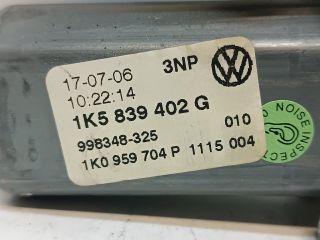 17-07-06 3NP
10:22:14
1K5 839 402 G
998348-325 010
1K0 959 704 P 1115 004
NOISE INSPECT